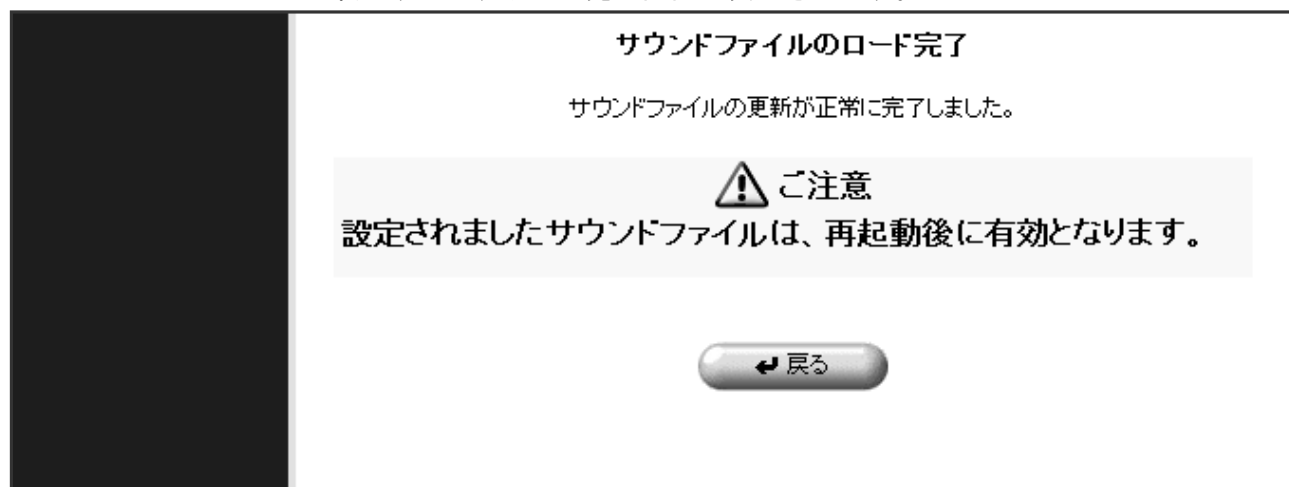 サウンドファイルのロード完了
サウンドファイルの更新が正常に完了しました。
ご注意
設定されましたサウンドファイルは、再起動後に有効となります。
戻る